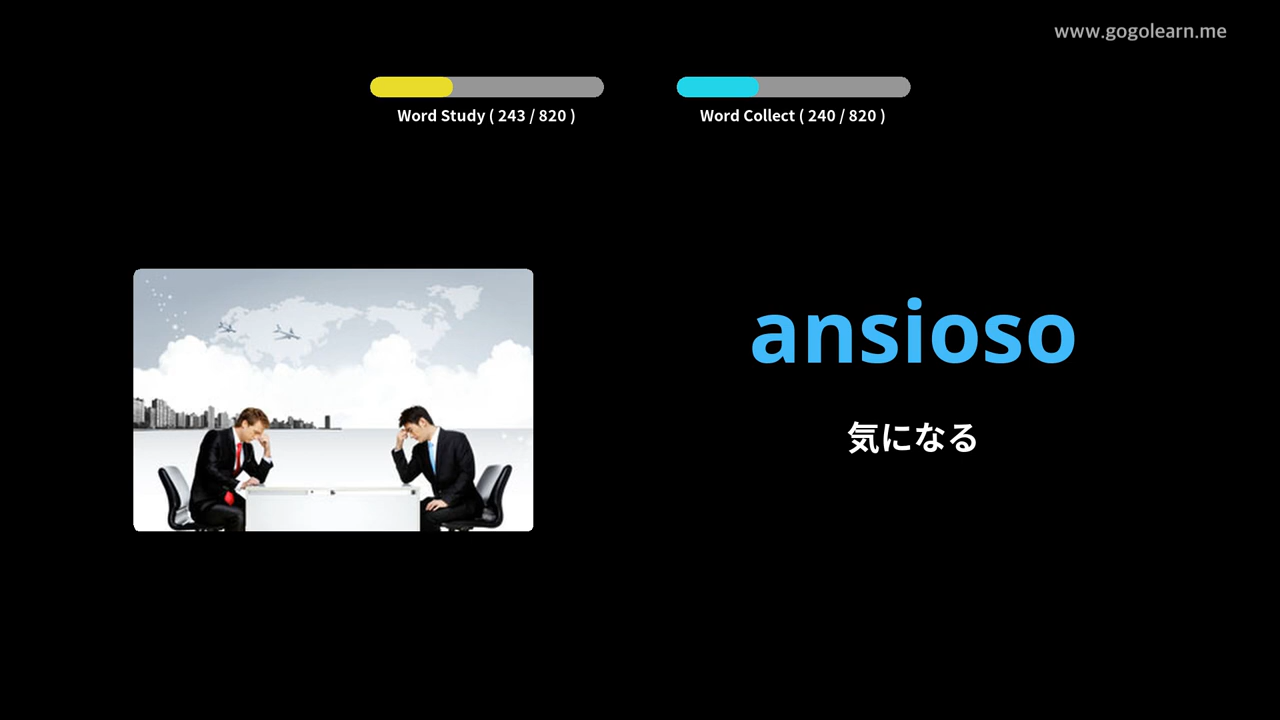 www.gogolearn.me
Word Study ( 243 / 820 )
Word Collect ( 240 / 820 )
ansioso
気になる